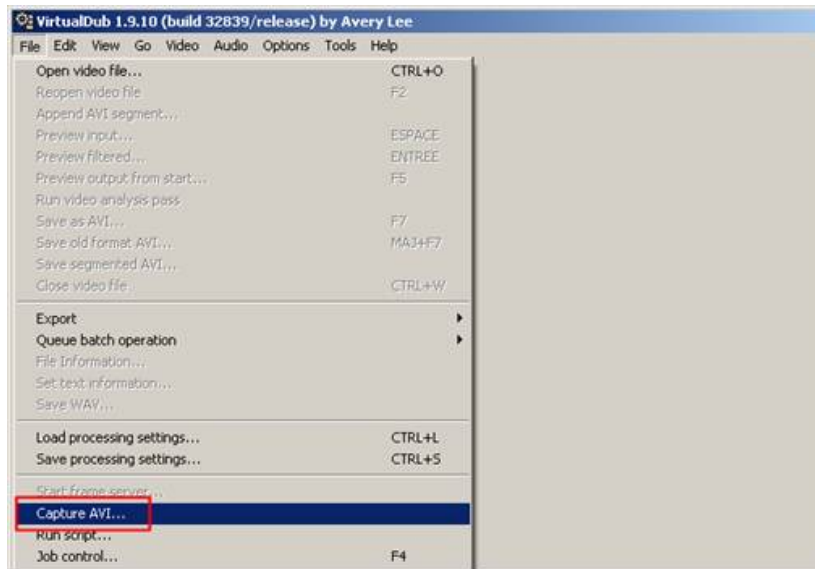 VirtualDub 1.9.10 (build 32839/release) by Avery Lee
File Edit View Go Video Audio Options Tools Help
Open video file... CTRL+O
Reopen video file F2
Append AVI segment...
Preview input... ESPACE
Preview filtered... ENTREE
Preview output from start... F5
Run video analysis pass
Save as AVI... F7
Save old format AVI... MAJ+F7
Save segmented AVI...
Close video file CTRL+W
Export
Queue batch operation
File Information...
Set text information...
Save WAV...
Load processing settings... CTRL+L
Save processing settings... CTRL+S
Start frame server...
Capture AVI...
Run script...
Job control... F4